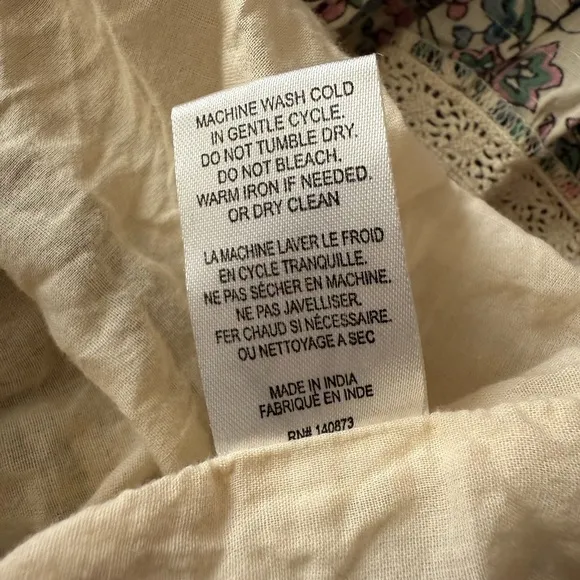 MACHINE WASH COLD
IN GENTLE CYCLE.
DO NOT TUMBLE DRY.
DO NOT BLEACH.
WARM IRON IF NEEDED.
OR DRY CLEAN
LA MACHINE LAVER LE FROID
EN CYCLE TRANQUILLE.
NE PAS SÉCHER EN MACHINE.
NE PAS JAVELLISER.
FER CHAUD SI NÉCESSAIRE.
OU NETTOYAGE A SEC
MADE IN INDIA
FABRIQUÉ EN INDE
RN# 140873